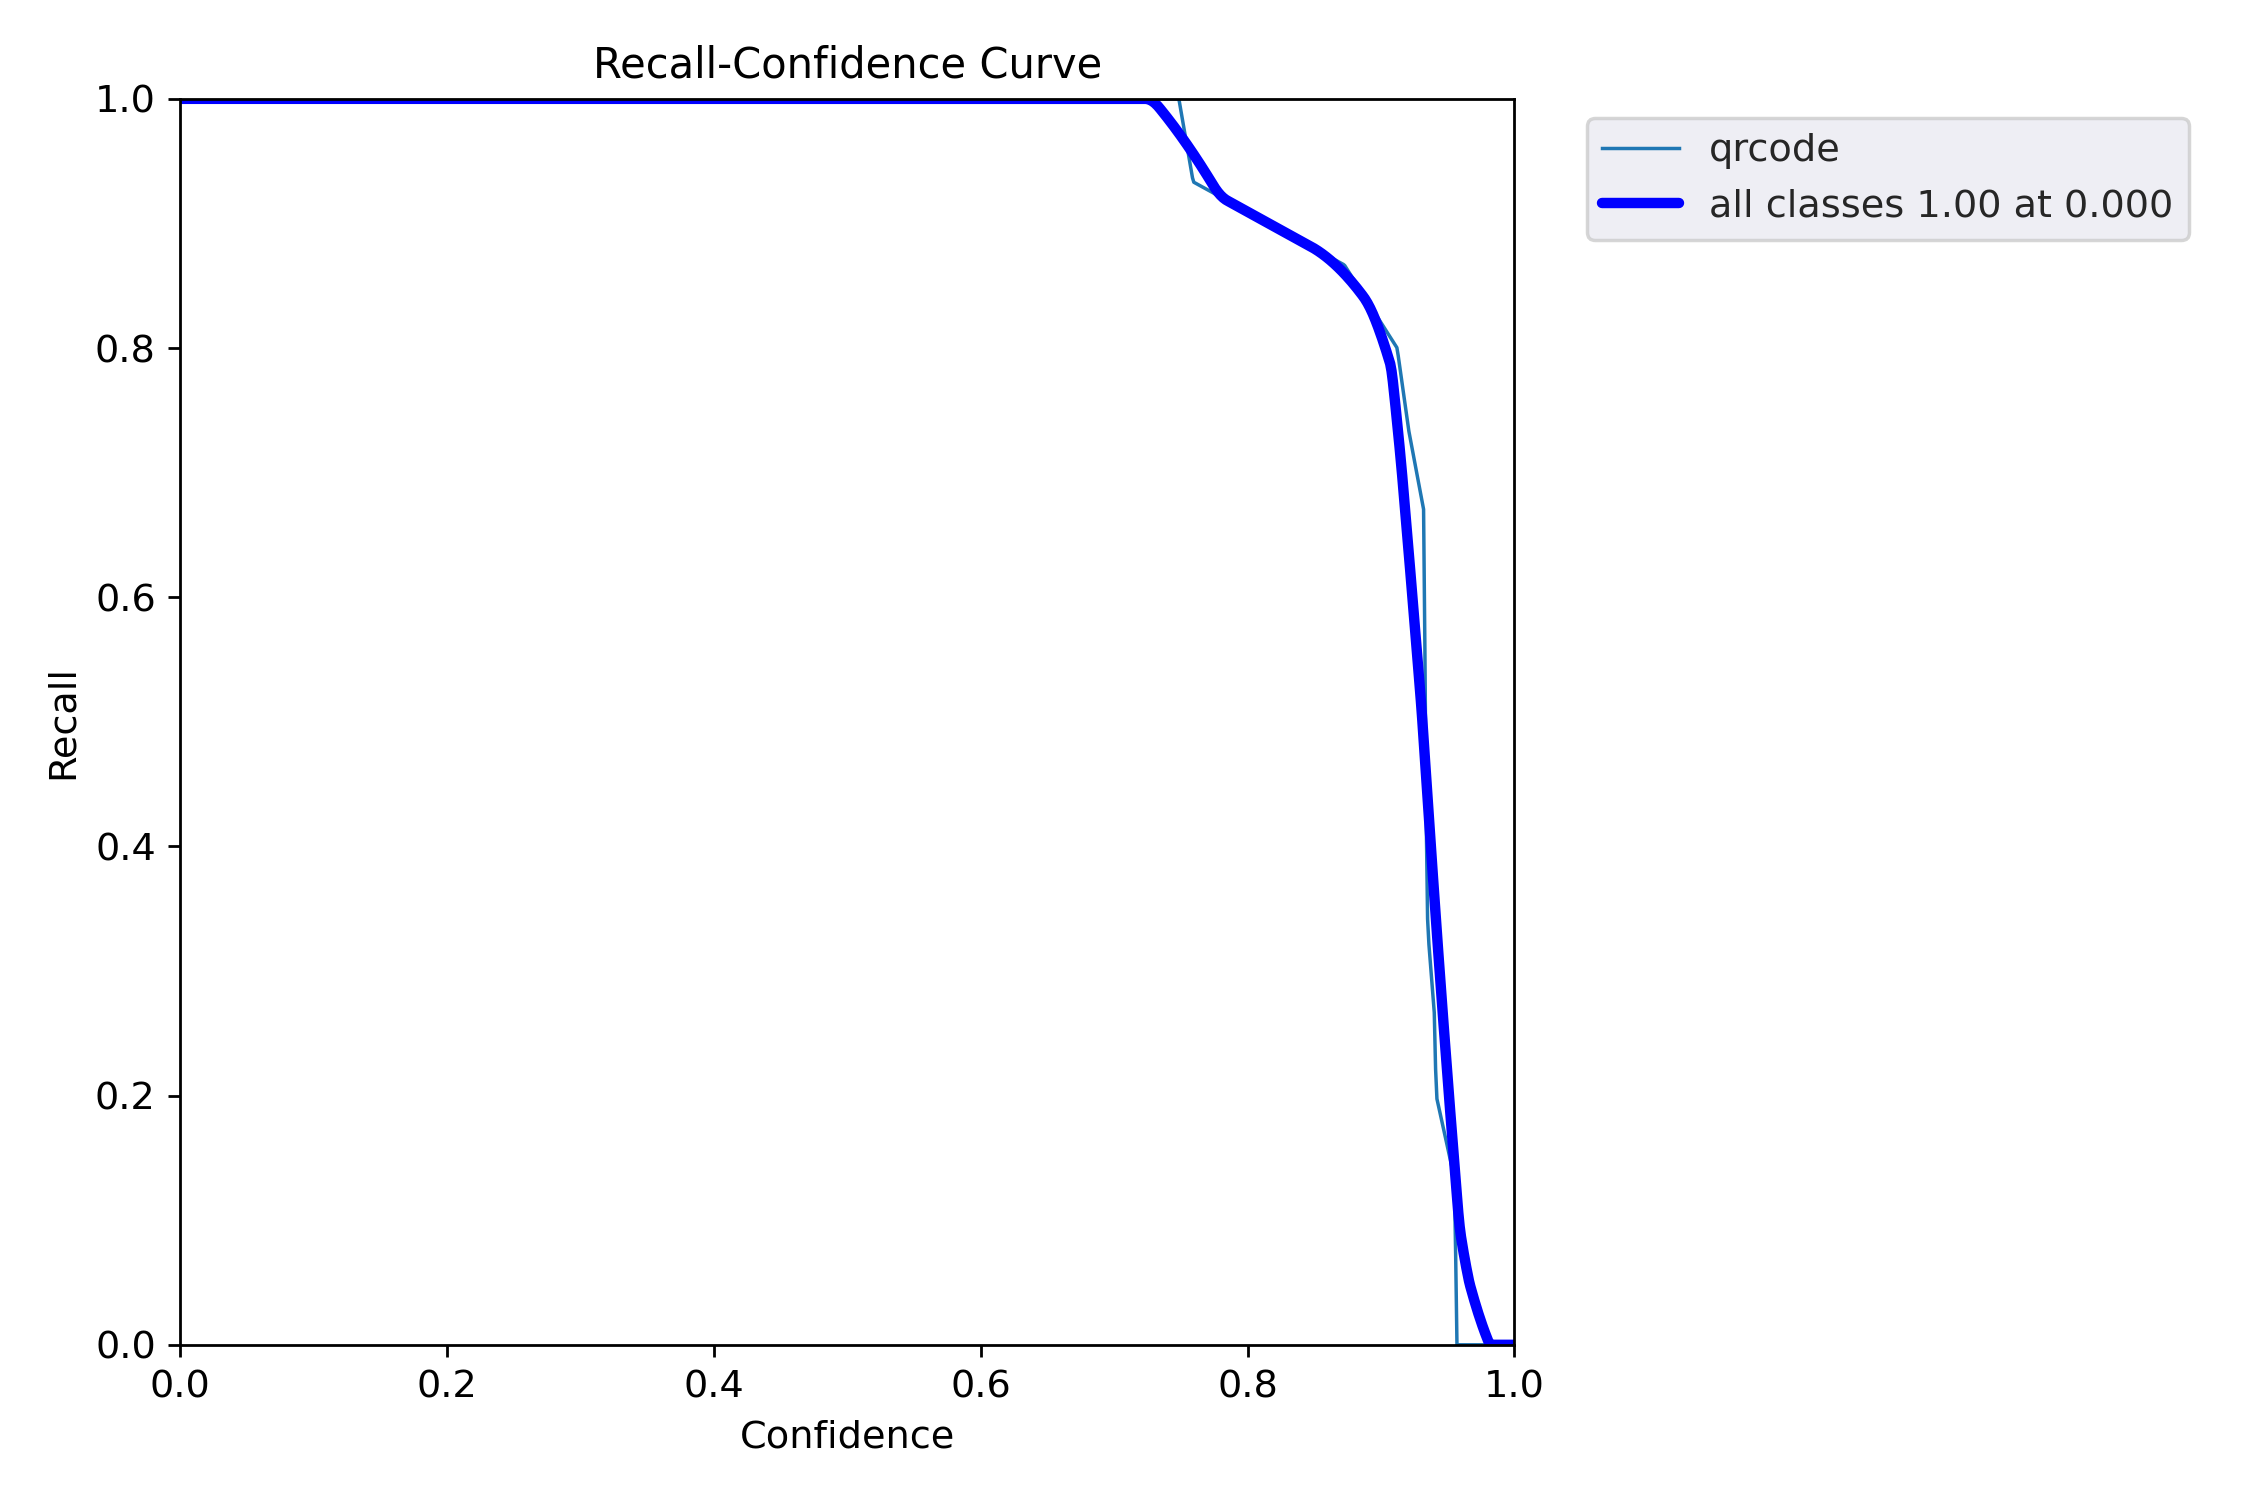 Recall-Confidence Curve
1.0
0.8
0.6
0.4
0.2
0.0
Recall
0.0 0.2 0.4 0.6 0.8 1.0
Confidence
qrcode
all classes 1.00 at 0.000